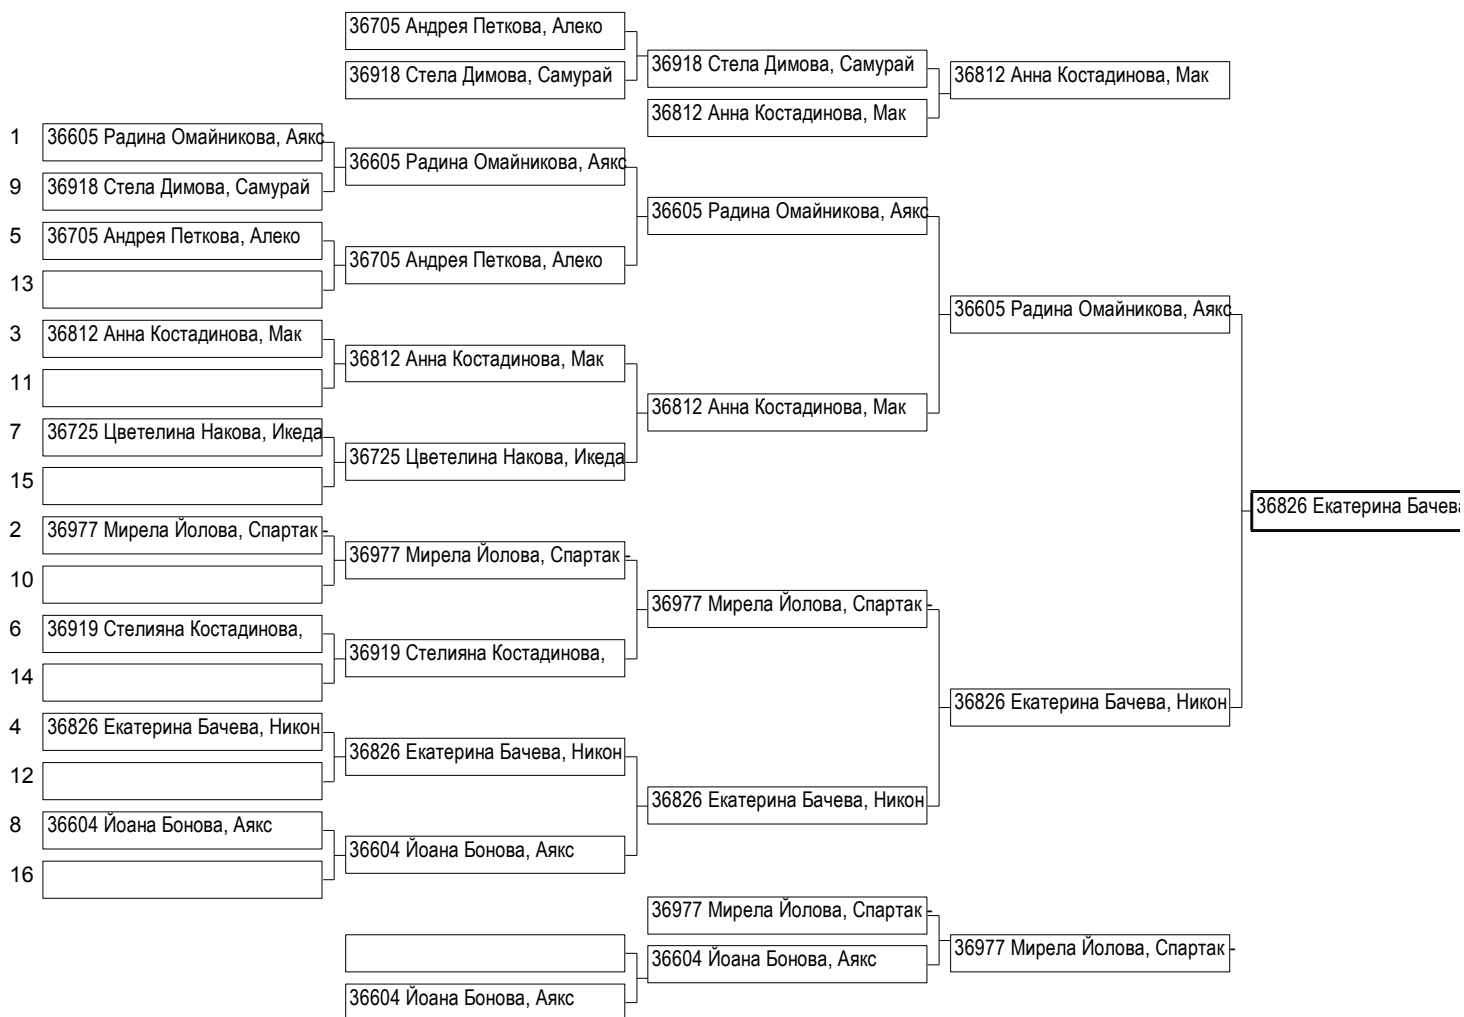 36705 Андрея Петкова, Алеко
36918 Стела Димова, Самурай
36918 Стела Димова, Самурай
36812 Анна Костадинова, Мак
36812 Анна Костадинова, Мак
1 36605 Радина Омайникова, Аякс
9 36918 Стела Димова, Самурай
5 36705 Андрея Петкова, Алеко
13
3 36812 Анна Костадинова, Мак
11
7 36725 Цветелина Накова, Икеда
15
2 36977 Мирела Йолова, Спартак -
10
6 36919 Стелияна Костадинова,
14
4 36826 Екатерина Бачева, Никон
12
8 36604 Йоана Бонова, Аякс
16
36605 Радина Омайникова, Аякс
36705 Андрея Петкова, Алеко
36812 Анна Костадинова, Мак
36725 Цветелина Накова, Икеда
36977 Мирела Йолова, Спартак -
36919 Стелияна Костадинова,
36826 Екатерина Бачева, Никон
36604 Йоана Бонова, Аякс
36605 Радина Омайникова, Аякс
36812 Анна Костадинова, Мак
36977 Мирела Йолова, Спартак -
36826 Екатерина Бачева, Никон
36605 Радина Омайникова, Аякс
36826 Екатерина Бачева, Никон
36826 Екатерина Бачева
36977 Мирела Йолова, Спартак -
36604 Йоана Бонова, Аякс
36977 Мирела Йолова, Спартак -
36604 Йоана Бонова, Аякс